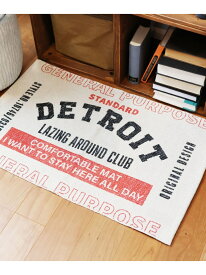 GENERAL PURPOSE
STANDARD
DETROIT
LAZING AROUND CLUB
COMFORTABLE MAT
I WANT TO STAY HERE ALL DAY
GENERAL PURPOSE
ORIGINAL DESIGN